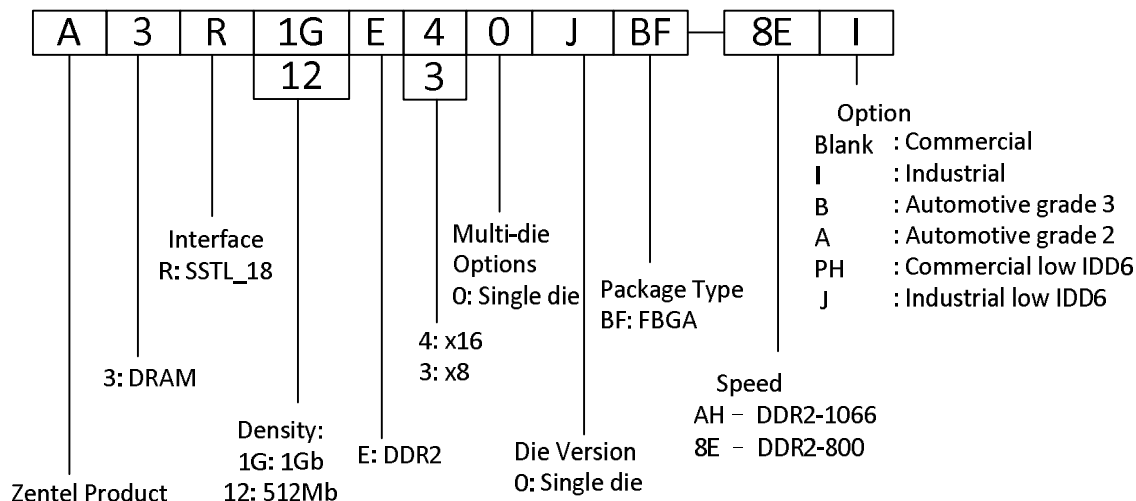 A 3 R 1G E 4 0 J BF 8E I
12 3
Option
Blank : Commercial
I : Industrial
B : Automotive grade 3
A : Automotive grade 2
PH : Commercial low IDD6
J : Industrial low IDD6
Interface
R: SSTL_18
Multi-die
Options
0: Single die
Package Type
BF: FBGA
4: x16
3: x8
3: DRAM
Speed
AH – DDR2-1066
8E – DDR2-800
Density:
1G: 1Gb
12: 512Mb
E: DDR2
Die Version
0: Single die
Zentel Product